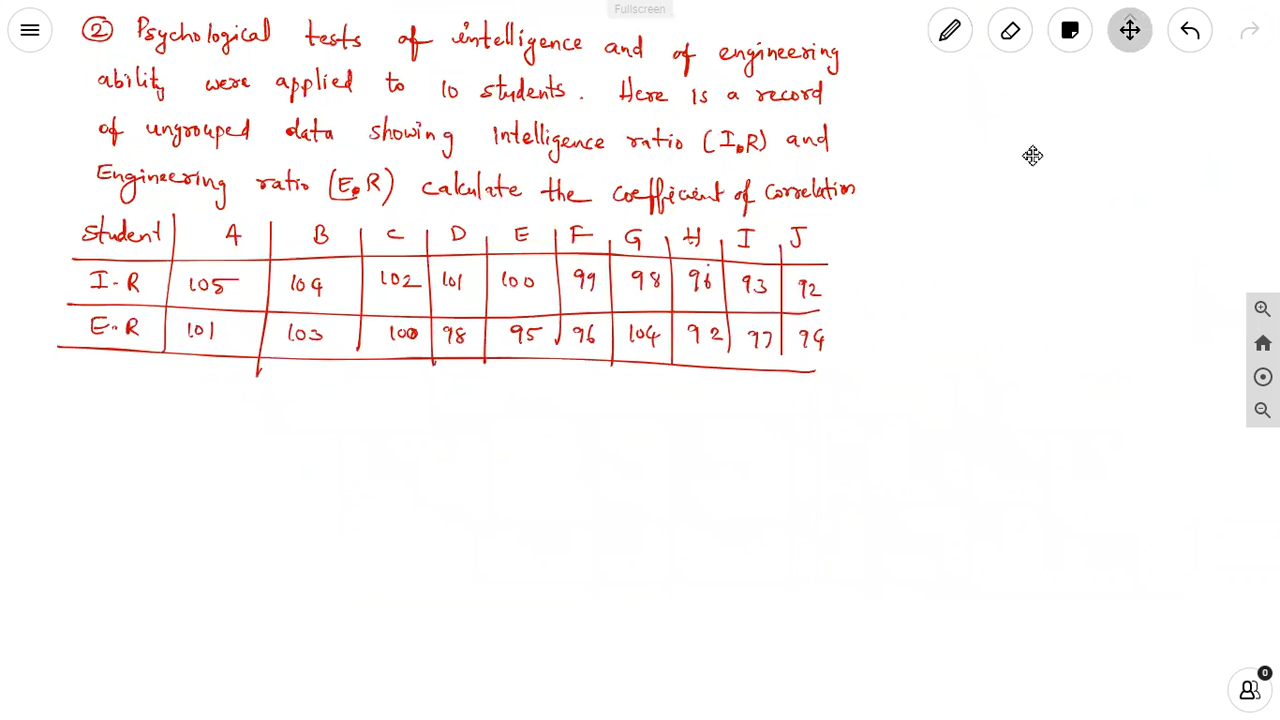 Fullscreen
② Psychological tests of intelligence and of engineering
ability were applied to 10 students. Here is a record
of ungrouped data showing intelligence ratio (I.R) and
Engineering ratio (E.R) calculate the coefficient of correlation
Student A B C D E F G H I J
I.R 105 104 102 101 100 99 98 96 93 92
E.R 101 103 100 98 95 96 104 92 97 94
0